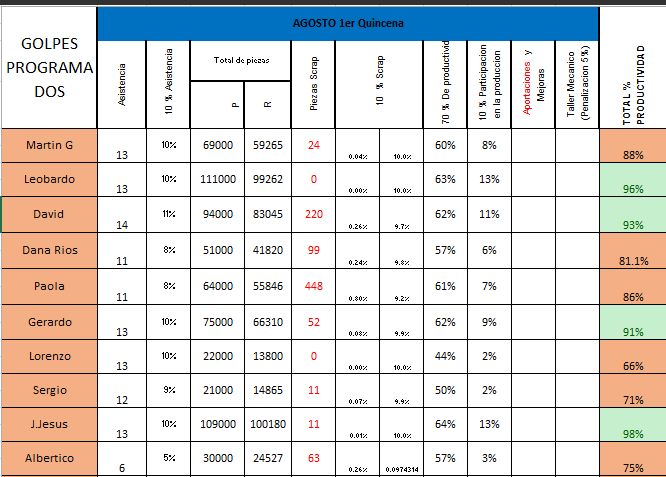 AGOSTO 1er Quincena
GOLPES
PROGRAMA
DOS
Asistencia
10 % Asistencia
Total de piezas
P
R
Piezas Scrap
10 % Scrap
70 % De productivid
10 % Participacion
en la produccion
Aportaciones y
Mejoras
Taller Mecanico
(Penalizacion 5%)
TOTAL %
PRODUCTIVIDAD
Martin G 13 10% 69000 59265 24 0.04% 10.0% 60% 8% 88%
Leobardo 13 10% 111000 99262 0 0.00% 10.0% 63% 13% 96%
David 14 11% 94000 83045 220 0.26% 9.7% 62% 11% 93%
Dana Rios 11 8% 51000 41820 99 0.24% 9.8% 57% 6% 81.1%
Paola 11 8% 64000 55846 448 0.80% 9.2% 61% 7% 86%
Gerardo 13 10% 75000 66310 52 0.08% 9.9% 62% 9% 91%
Lorenzo 13 10% 22000 13800 0 0.00% 10.0% 44% 2% 66%
Sergio 12 9% 21000 14865 11 0.07% 9.9% 50% 2% 71%
J.Jesus 13 10% 109000 100180 11 0.01% 10.0% 64% 13% 98%
Albertico 6 5% 30000 24527 63 0.26% 0.0974314 57% 3% 75%